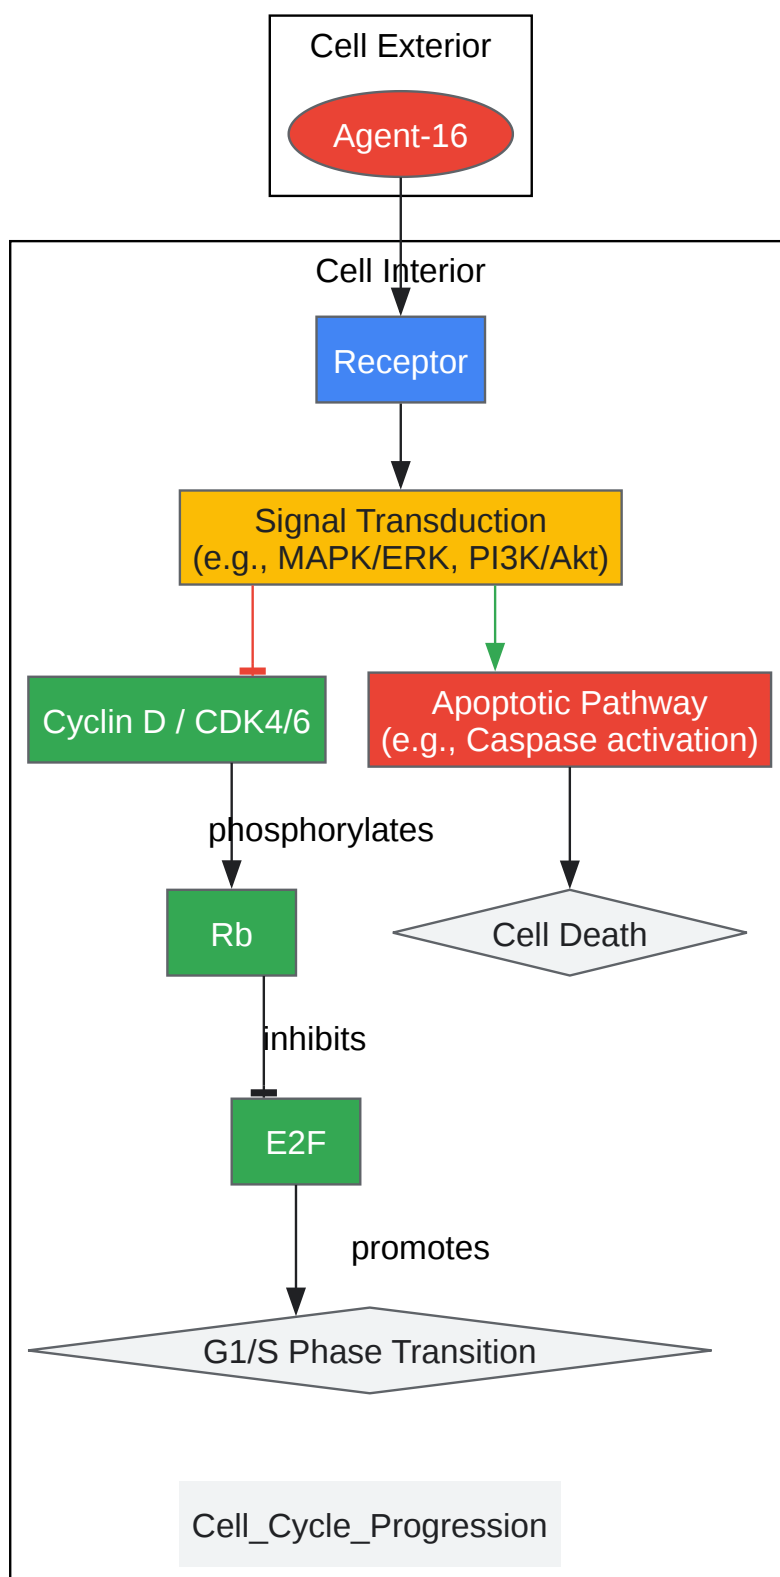 Cell Exterior
Agent-16
Cell Interior
Receptor
Signal Transduction
(e.g., MAPK/ERK, PI3K/Akt)
Cyclin D / CDK4/6
Apoptotic Pathway
(e.g., Caspase activation)
phosphorylates
Rb
Cell Death
inhibits
E2F
promotes
G1/S Phase Transition
Cell_Cycle_Progression